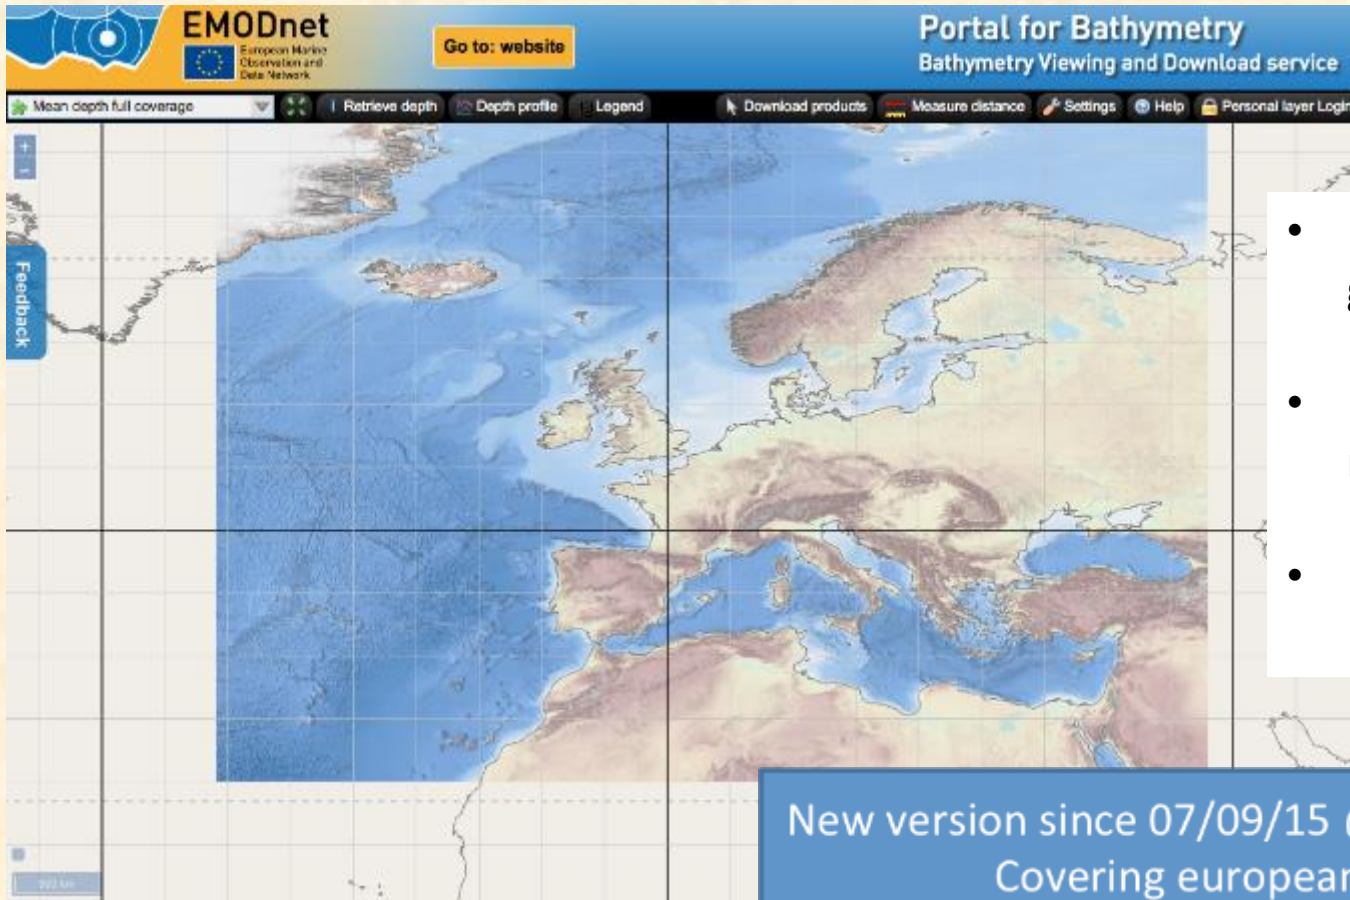 EMODnet
European Marine
Observation and
Data Network
Go to: website
Portal for Bathymetry
Bathymetry Viewing and Download service
Mean depth full coverage
Retrieve depth
Depth profile
Legend
Download products
Measure distance
Settings
Help
Personal layer Login
+
−
Feedback
•
•
•
New version since 07/09/15
Covering european